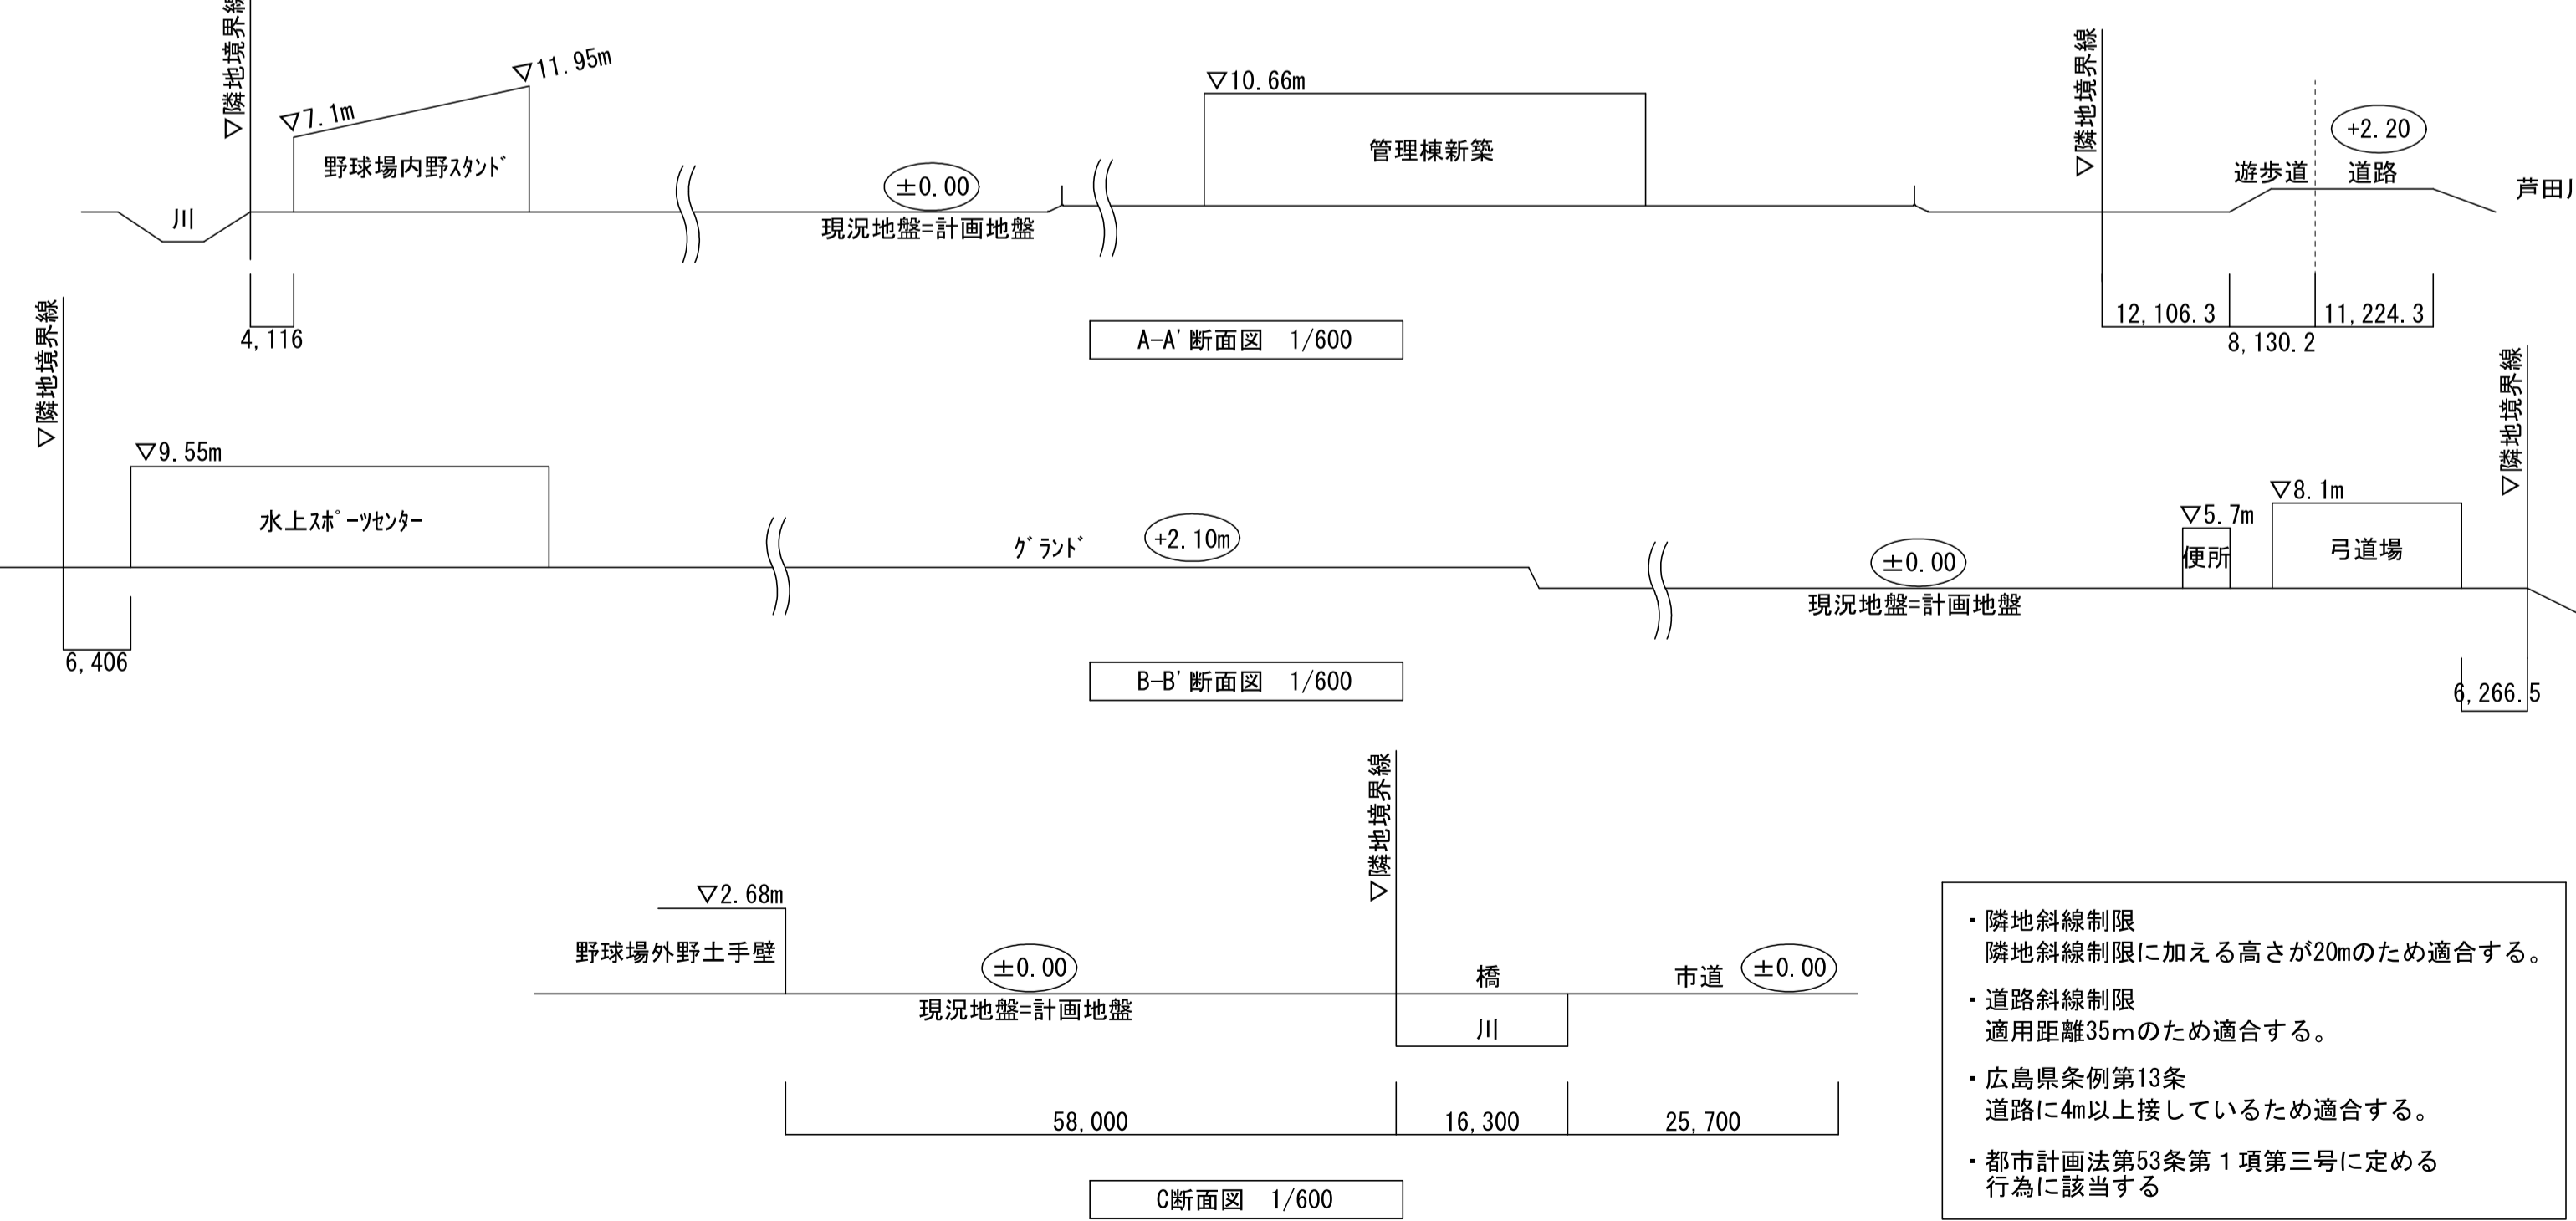 ▽隣地境界線
▽7.1m
▽11.95m
野球場内野ｽﾀﾝﾄﾞ
川
±0.00
現況地盤=計画地盤
▽10.66m
管理棟新築
▽隣地境界線
+2.20
遊歩道
道路
芦田川
4,116
12,106.3
8,130.2
11,224.3
A-A'断面図　1/600
▽隣地境界線
▽9.55m
水上ｽﾎﾟｰﾂｾﾝﾀｰ
ｸﾞﾗﾝﾄﾞ
+2.10m
±0.00
現況地盤=計画地盤
▽5.7m
便所
▽8.1m
弓道場
▽隣地境界線
6,406
6,266.5
B-B'断面図　1/600
▽2.68m
野球場外野土手壁
±0.00
現況地盤=計画地盤
▽隣地境界線
橋
川
市道
±0.00
58,000
16,300
25,700
C断面図　1/600
・隣地斜線制限
隣地斜線制限に加える高さが20mのため適合する。
・道路斜線制限
適用距離35ｍのため適合する。
・広島県条例第13条
道路に4m以上接しているため適合する。
・都市計画法第53条第１項第三号に定める
行為に該当する